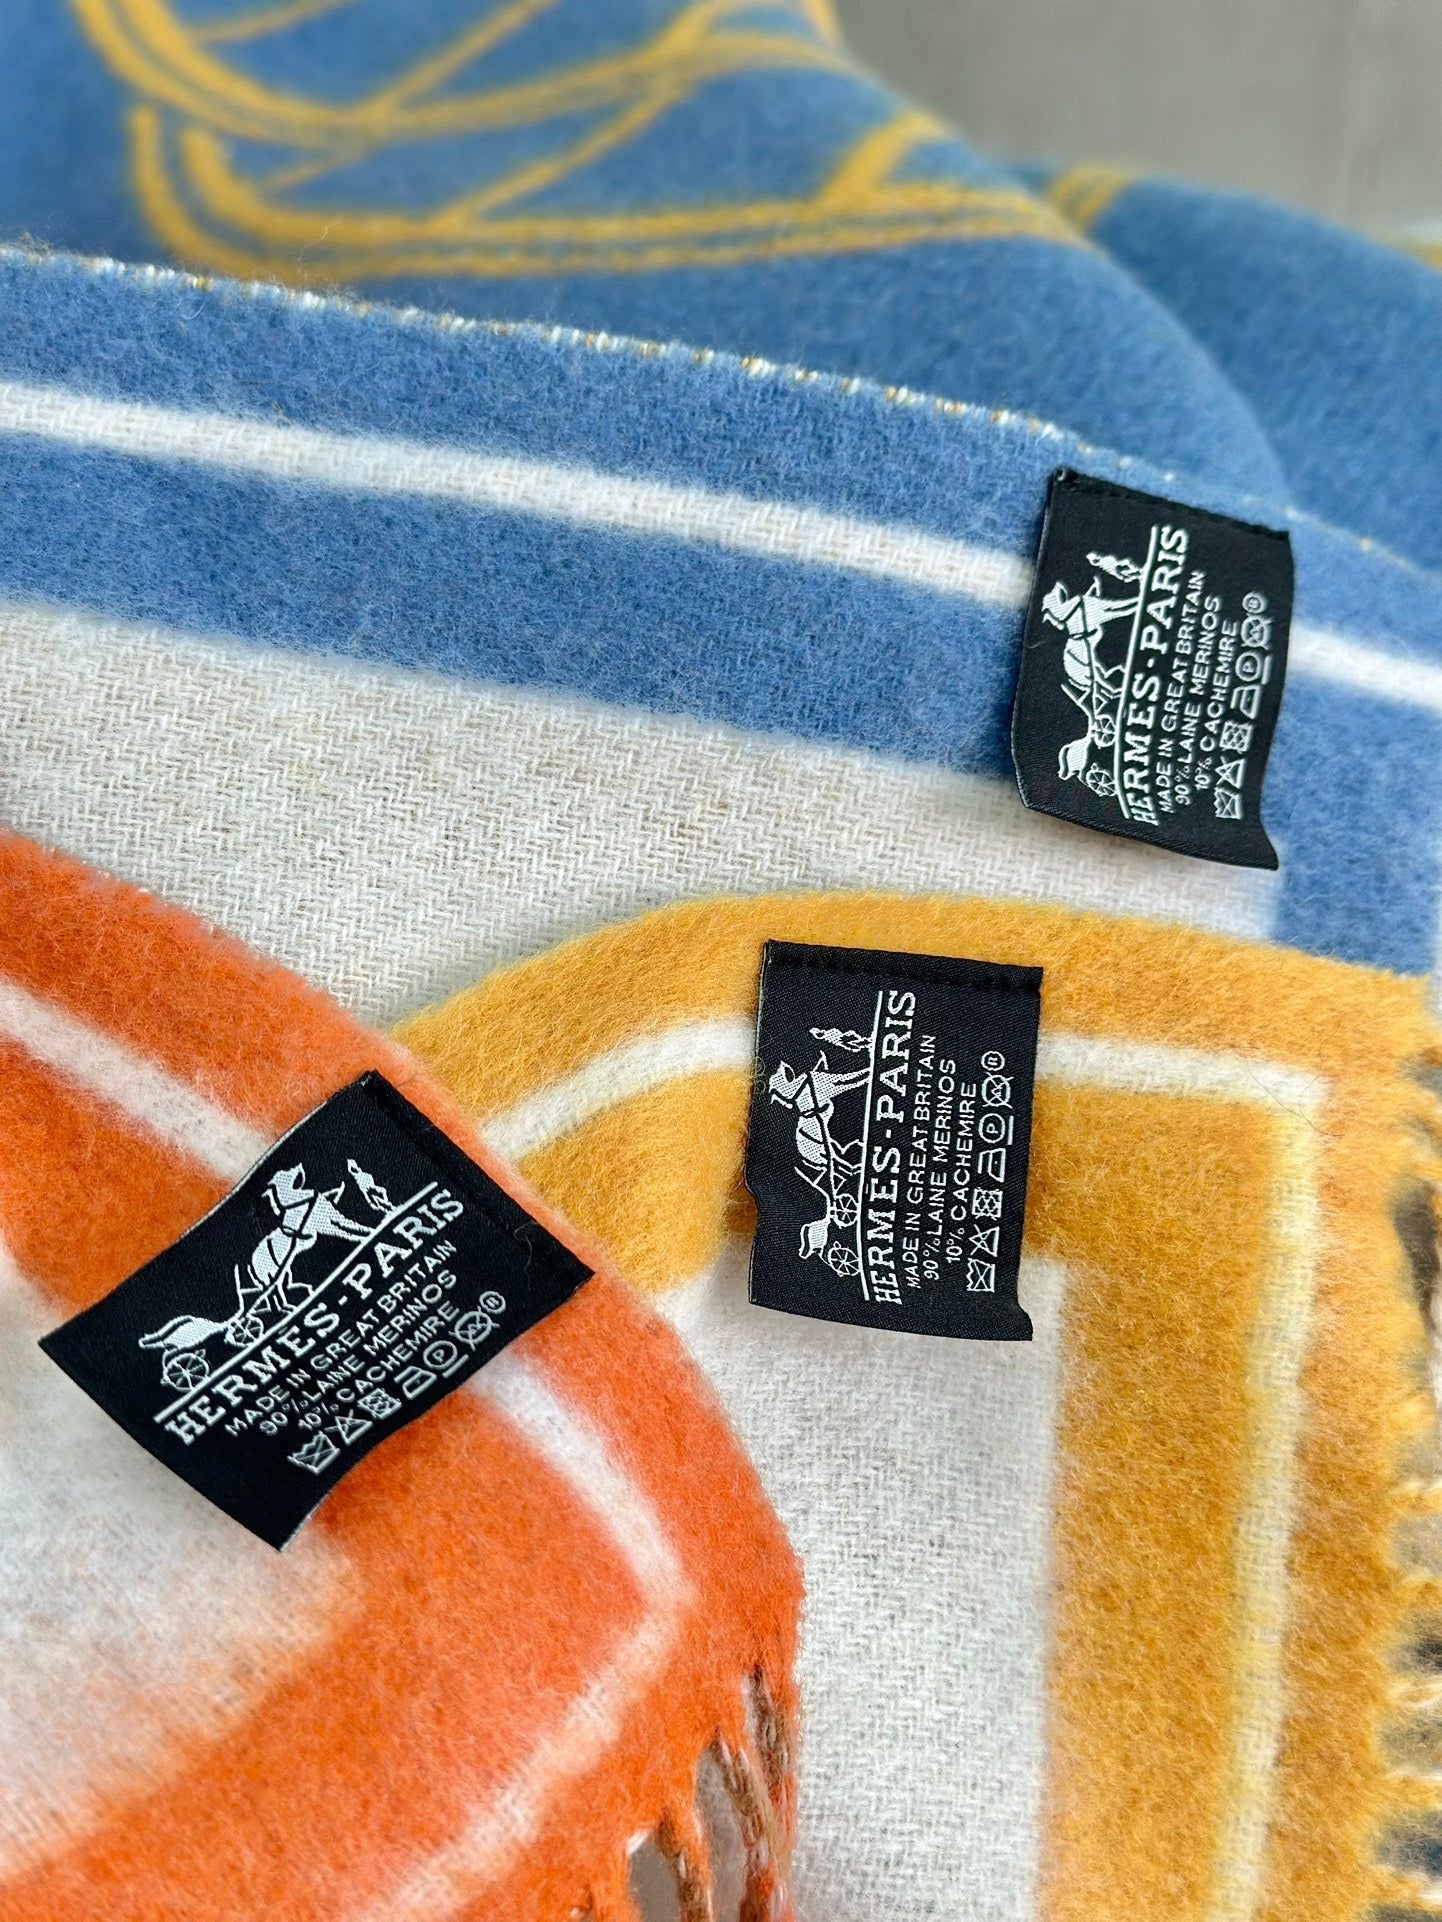 HERMES-PARIS
MADE IN GREAT BRITAIN
90% LAINE MERINOS
10% CACHEMIRE
P
R
HERMES-PARIS
MADE IN GREAT BRITAIN
90% LAINE MERINOS
10% CACHEMIRE
P
R
HERMES-PARIS
MADE IN GREAT BRITAIN
90% LAINE MERINOS
10% CACHEMIRE
P
R